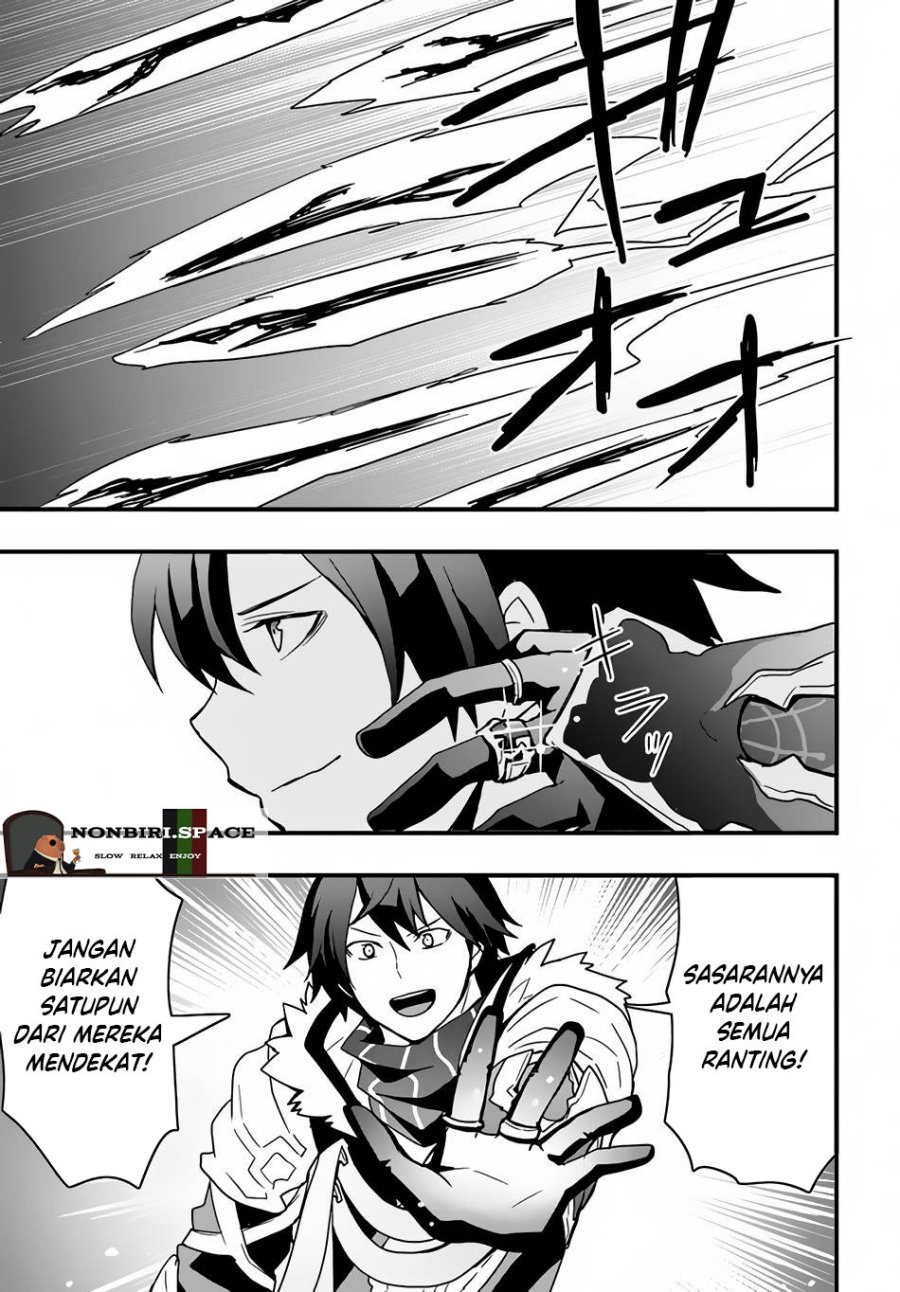 ギュオオ
キラッ
NONBIRI.SPACE
SLOW RELAX ENJOY
SASARANNYA
ADALAH
SEMUA
RANTING!
JANGAN
BIARKAN
SATUPUN
DARI MEREKA
MENDEKAT!